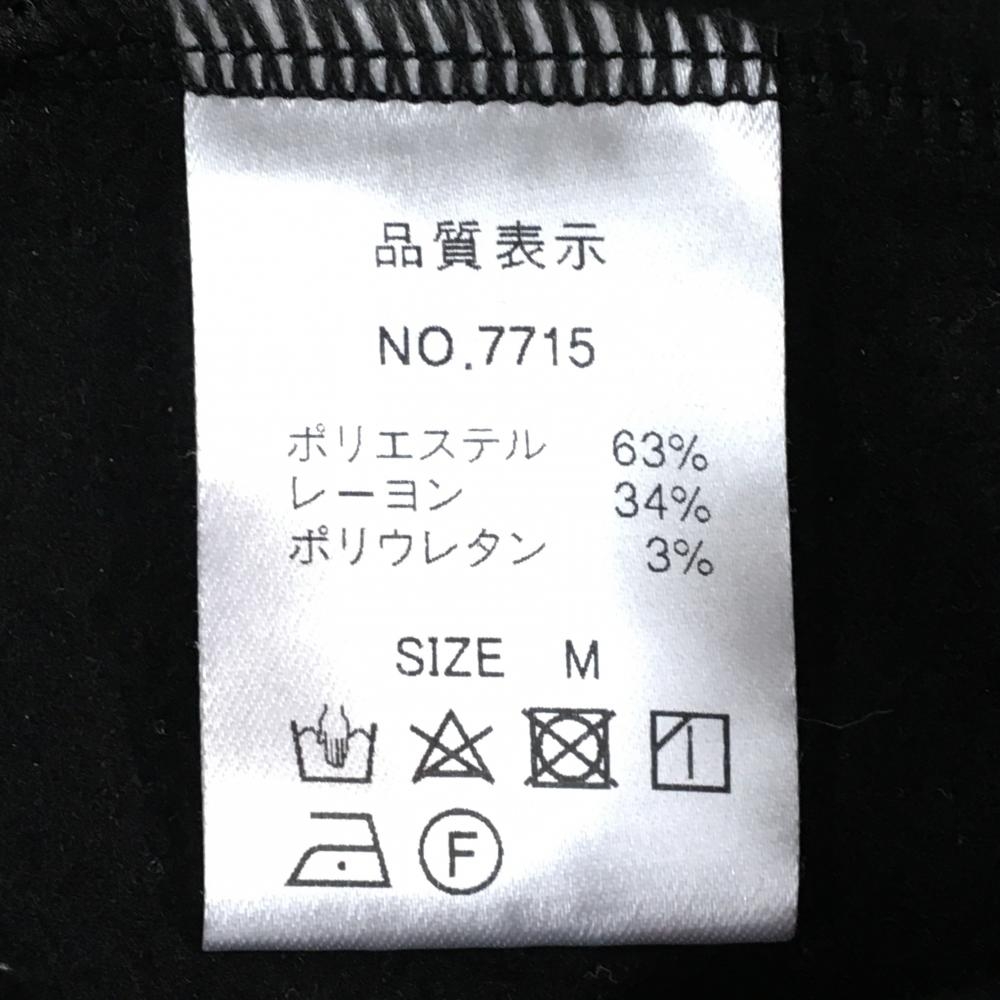 品質表示
NO.7715
ポリエステル 63%
レーヨン 34%
ポリウレタン 3%
SIZE M
F